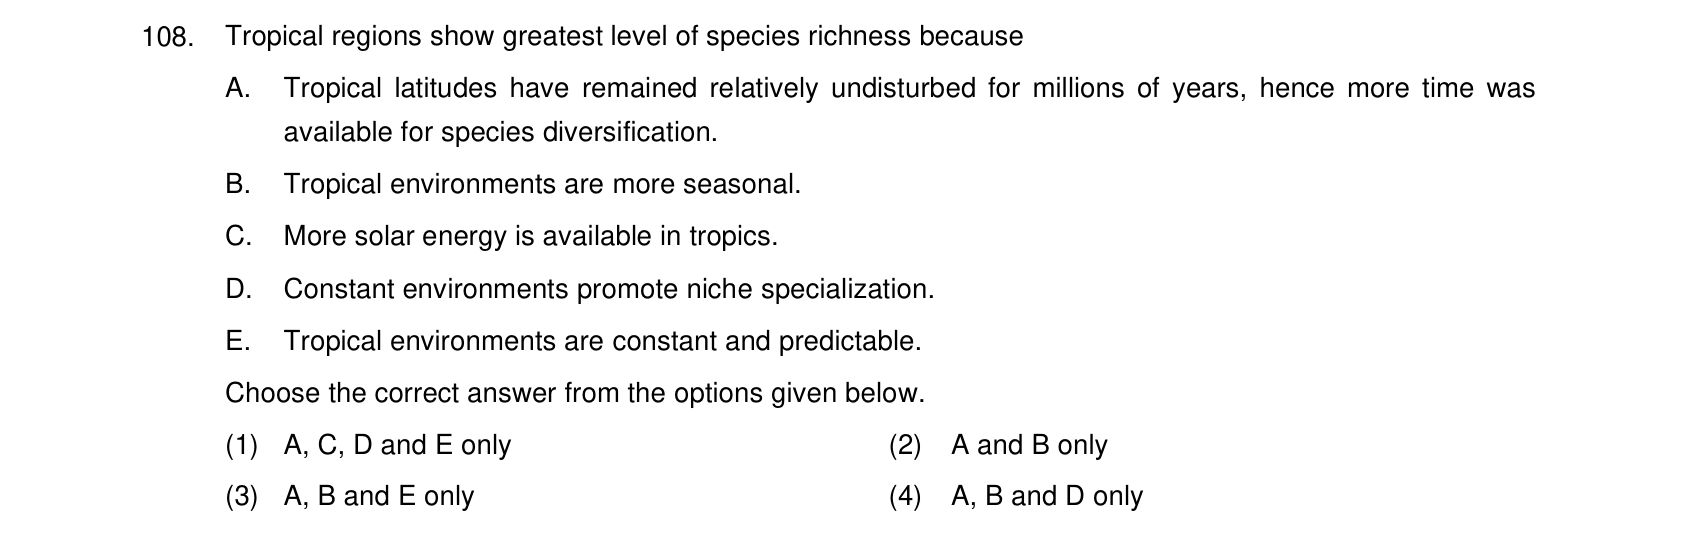 108. Tropical regions show greatest level of species richness because
A. Tropical latitudes have remained relatively undisturbed for millions of years, hence more time was
available for species diversification.
B. Tropical environments are more seasonal.
C. More solar energy is available in tropics.
D. Constant environments promote niche specialization.
E. Tropical environments are constant and predictable.
Choose the correct answer from the options given below.
(1) A, C, D and E only (2) A and B only
(3) A, B and E only (4) A, B and D only